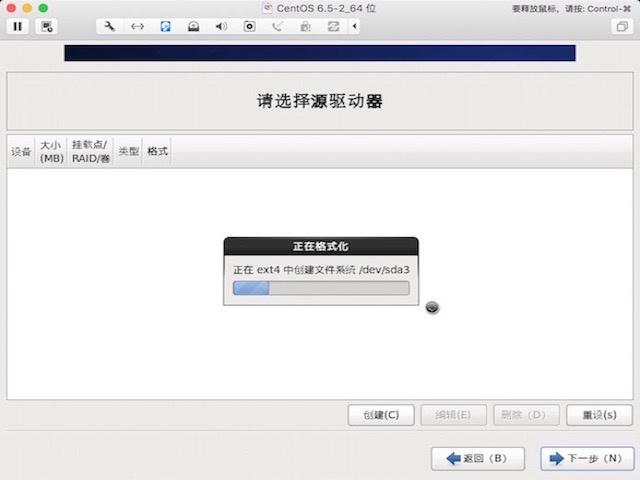 CentOS 6.5-2_64 位
要释放鼠标，请按: Control-⌘
请选择源驱动器
设备
大小
(MB)
挂载点/
RAID/卷
类型
格式
正在格式化
正在 ext4 中创建文件系统 /dev/sda3
创建(C)
编辑(E)
删除（D）
重设(s)
返回（B）
下一步（N）